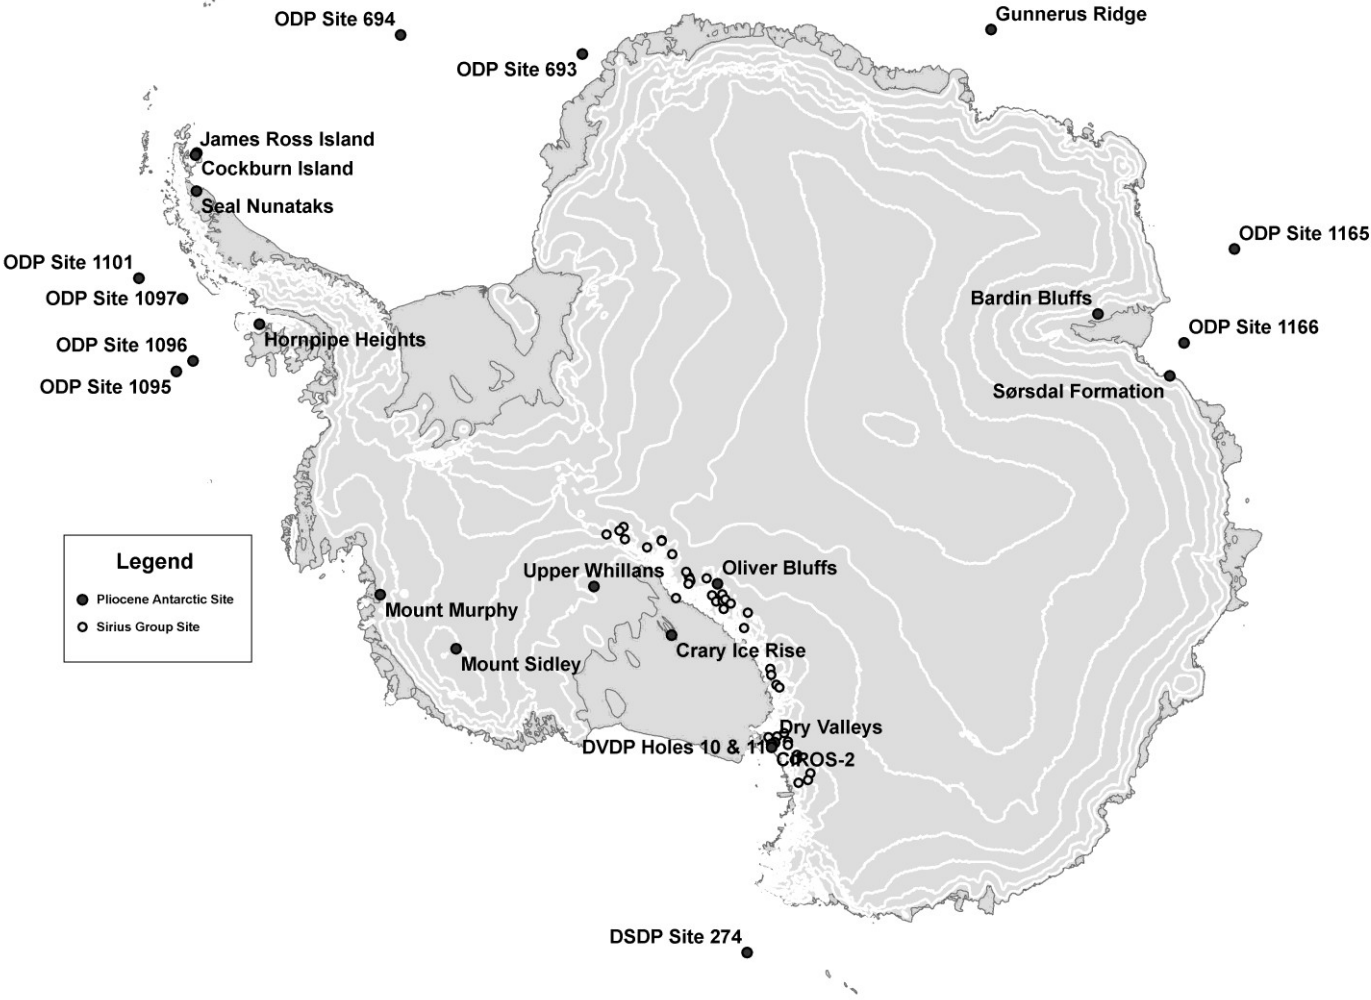 Gunnerus Ridge
ODP Site 694
ODP Site 693
James Ross Island
Cockburn Island
Seal Nunataks
ODP Site 1165
ODP Site 1101
ODP Site 1097
Bardin Bluffs
ODP Site 1166
Hornpipe Heights
ODP Site 1096
ODP Site 1095
Sørsdal Formation
Legend
Pliocene Antarctic Site
Sirius Group Site
Upper Whillans
Oliver Bluffs
Mount Murphy
Crary Ice Rise
Mount Sidley
Dry Valleys
DVDP Holes 10 & 11
CIROS-2
DSDP Site 274